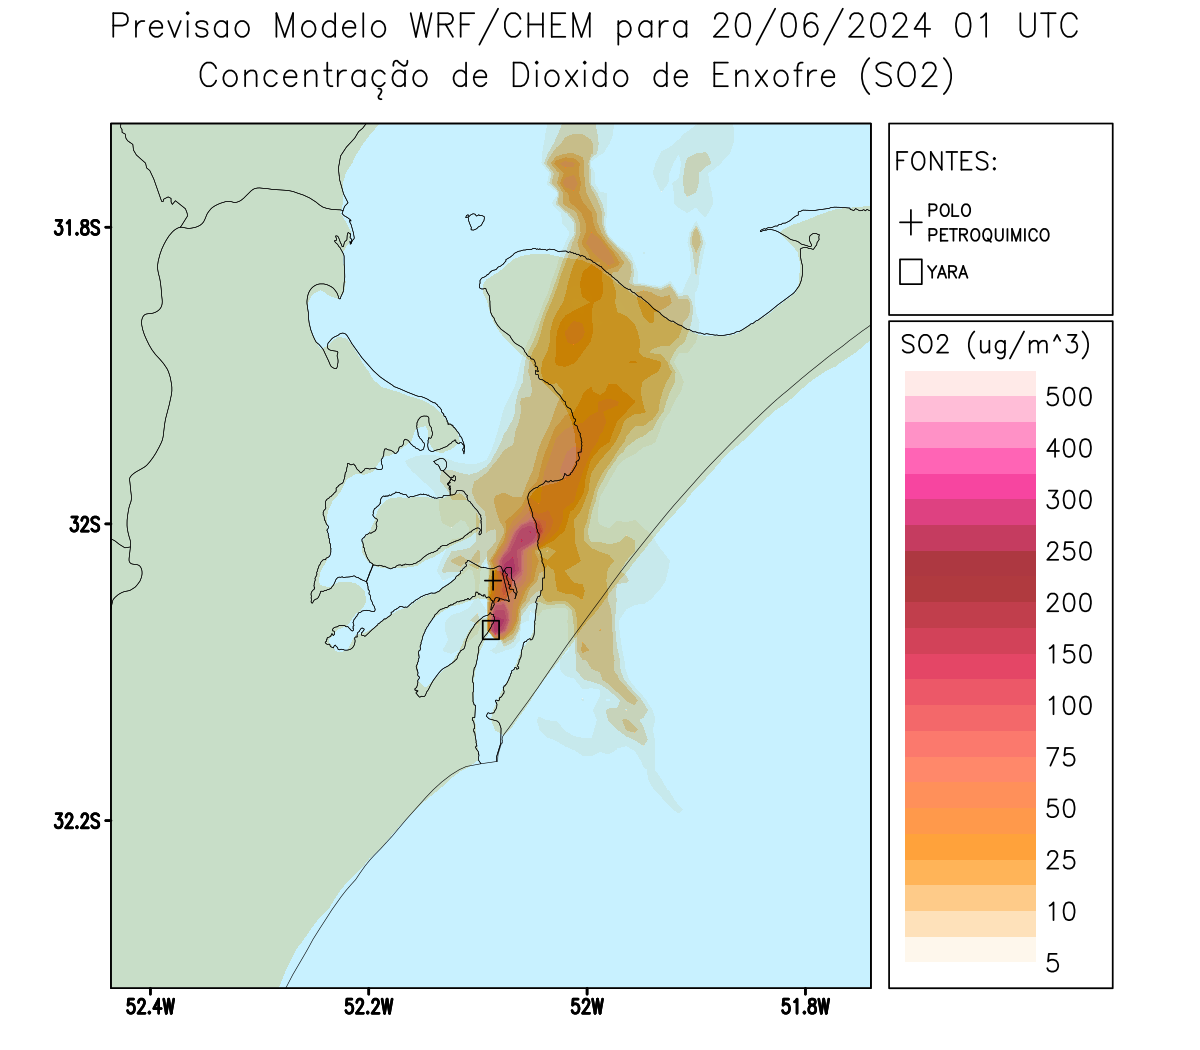 Previsao Modelo WRF/CHEM para 20/06/2024 01 UTC
Concentração de Dioxido de Enxofre (SO2)
FONTES:
POLO
PETROQUIMICO
YARA
31.8S
32S
32.2S
52.4W
52.2W
52W
51.8W
SO2 (ug/m^3)
500
400
300
250
200
150
100
75
50
25
10
5